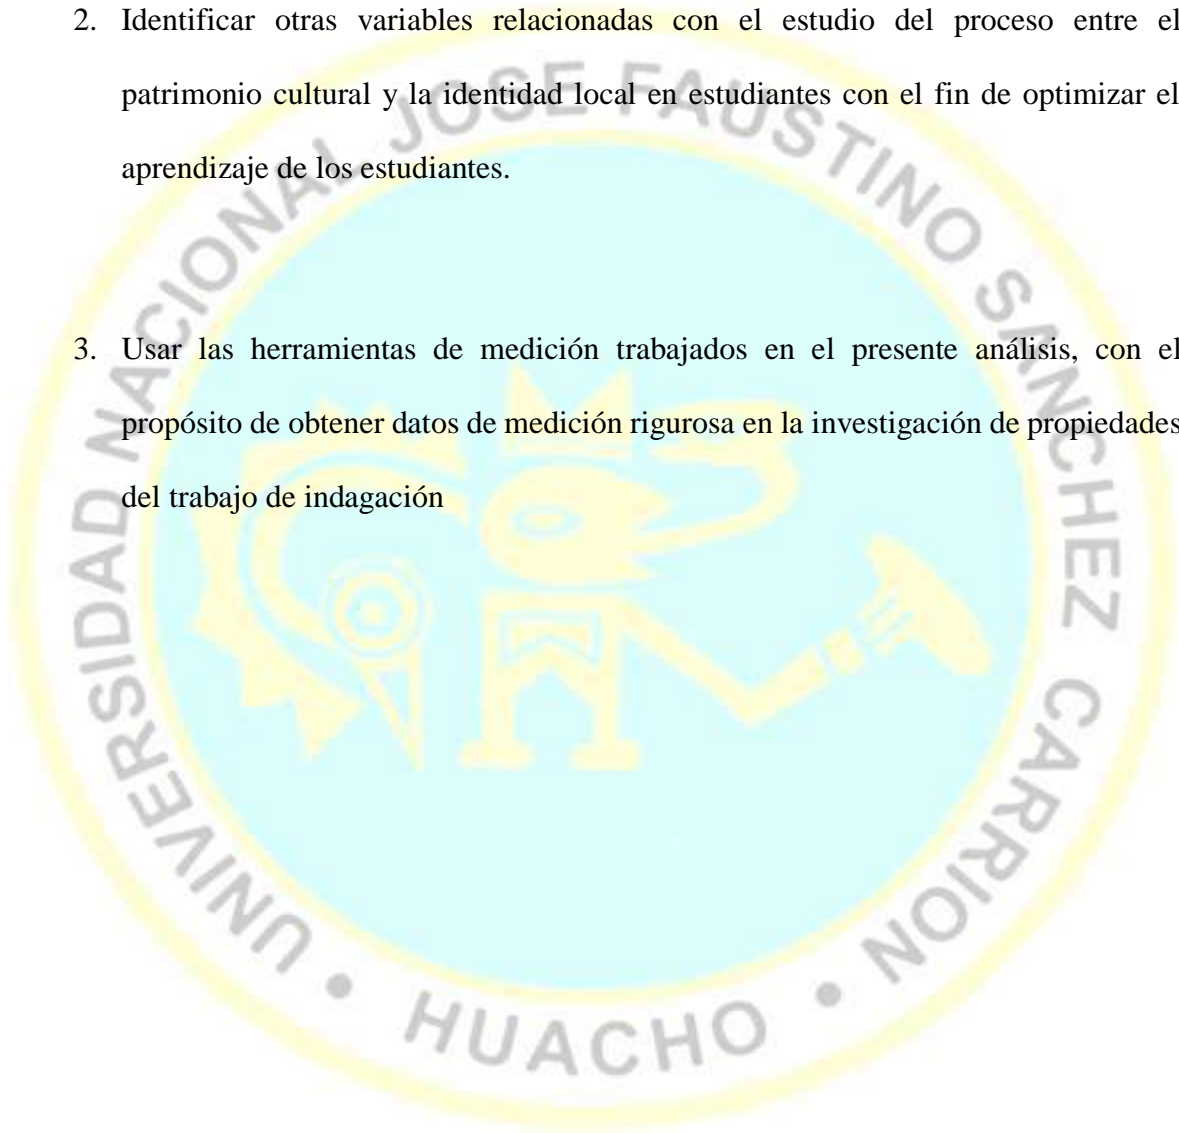 2. Identificar otras variables relacionadas con el estudio del proceso entre el
patrimonio cultural y la identidad local en estudiantes con el fin de optimizar el
aprendizaje de los estudiantes.
3. Usar las herramientas de medición trabajados en el presente análisis, con el
propósito de obtener datos de medición rigurosa en la investigación de propiedades
del trabajo de indagación
UNIVERSIDAD NACIONAL JOSE FAUSTINO SANCHEZ CARRION
• HUACHO •